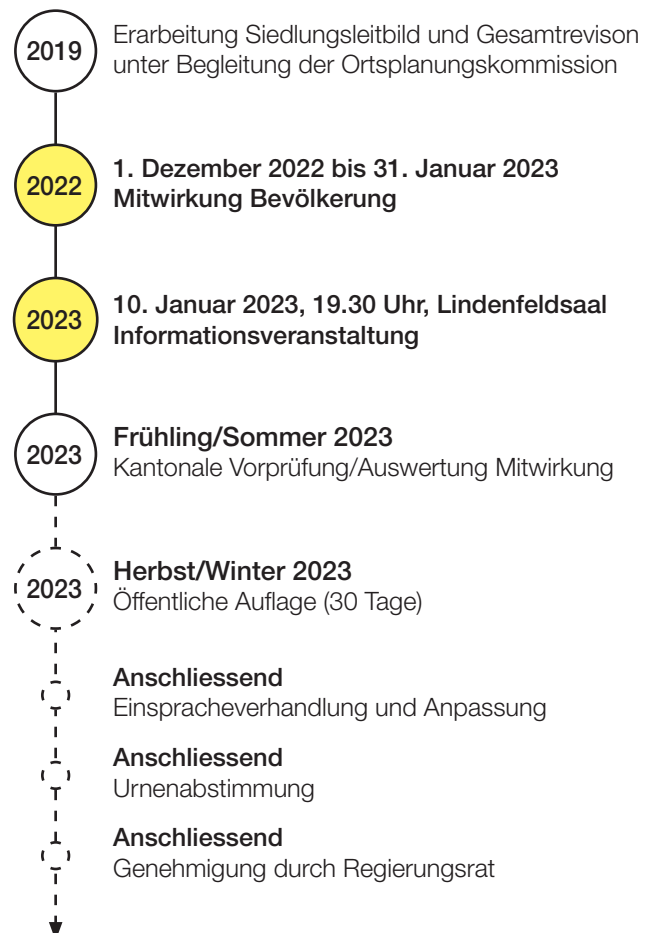 2019
Erarbeitung Siedlungsleitbild und Gesamtrevison
unter Begleitung der Ortsplanungskommission
2022
1. Dezember 2022 bis 31. Januar 2023
Mitwirkung Bevölkerung
2023
10. Januar 2023, 19.30 Uhr, Lindenfeldsaal
Informationsveranstaltung
2023
Frühling/Sommer 2023
Kantonale Vorprüfung/Auswertung Mitwirkung
2023
Herbst/Winter 2023
Öffentliche Auflage (30 Tage)
Anschliessend
Einspracheverhandlung und Anpassung
Anschliessend
Urnenabstimmung
Anschliessend
Genehmigung durch Regierungsrat